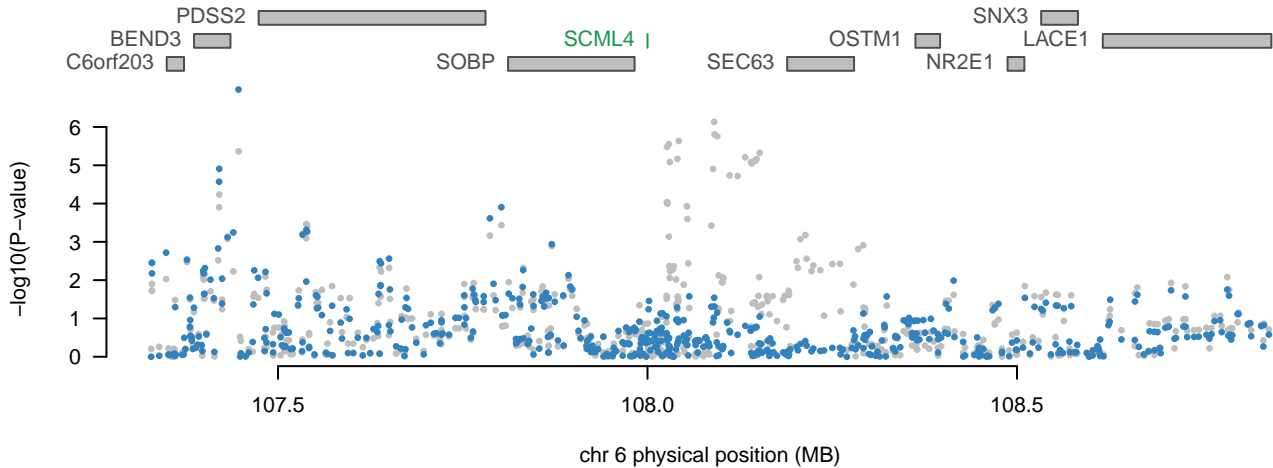 PDSS2 SNX3
BEND3 SCML4 OSTM1 LACE1
C6orf203 SOBP SEC63 NR2E1
6
5
4
3
2
1
0
−log10(P−value)
107.5 108.0 108.5
chr 6 physical position (MB)